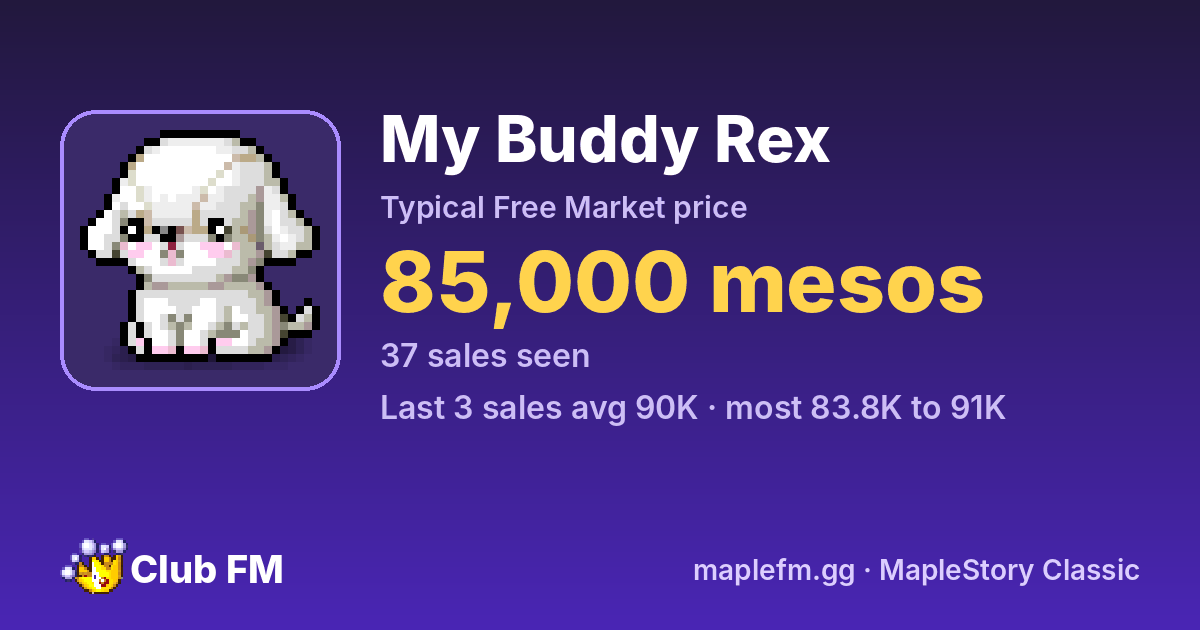 My Buddy Rex
Typical Free Market price
85,000 mesos
37 sales seen
Last 3 sales avg 90K · most 83.8K to 91K
Club FM
maplefm.gg · MapleStory Classic